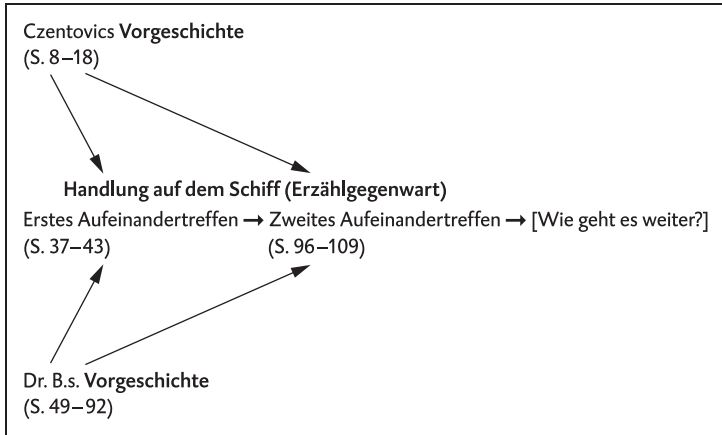 Czentovics Vorgeschichte
(S. 8–18)
Handlung auf dem Schiff (Erzählgegenwart)
Erstes Aufeinandertreffen → Zweites Aufeinandertreffen → [Wie geht es weiter?]
(S. 37–43) (S. 96–109)
Dr. B.s Vorgeschichte
(S. 49–92)